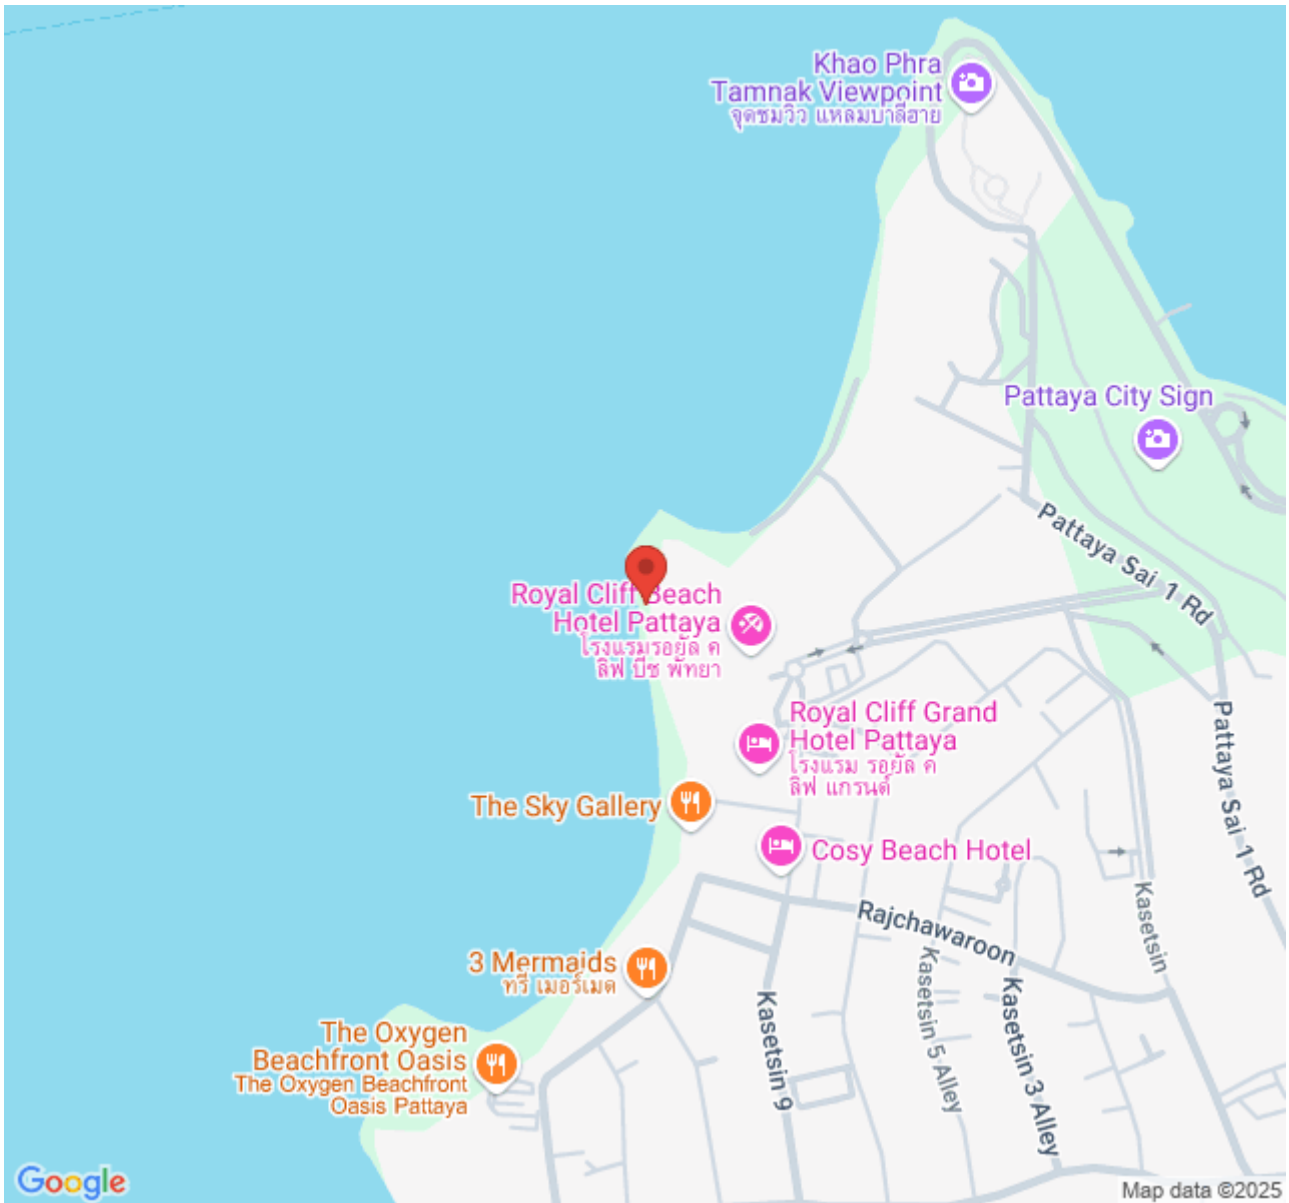 Khao Phra
Tamnak Viewpoint
จุดชมวิว แหลมบาลีฮาย
Pattaya City Sign
Pattaya Sai 1 Rd
Royal Cliff Beach
Hotel Pattaya
โรงแรมรอยัล ค
ลิฟ บีช พัทยา
Royal Cliff Grand
Hotel Pattaya
โรงแรม รอยัล ค
ลิฟ แกรนด์
Pattaya Sai 1 Rd
The Sky Gallery
Cosy Beach Hotel
Rajchawaroon
Kasetsin
3 Mermaids
ทรี เมอร์เมด
Kasetsin 9
Kasetsin 5 Alley
Kasetsin 3 Alley
The Oxygen
Beachfront Oasis
The Oxygen Beachfront
Oasis Pattaya
Google
Map data ©2025